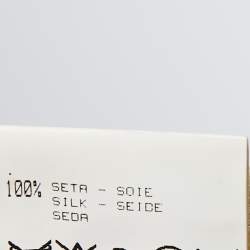 100% SETA - SOIE
SILK - SEIDE
SEDA